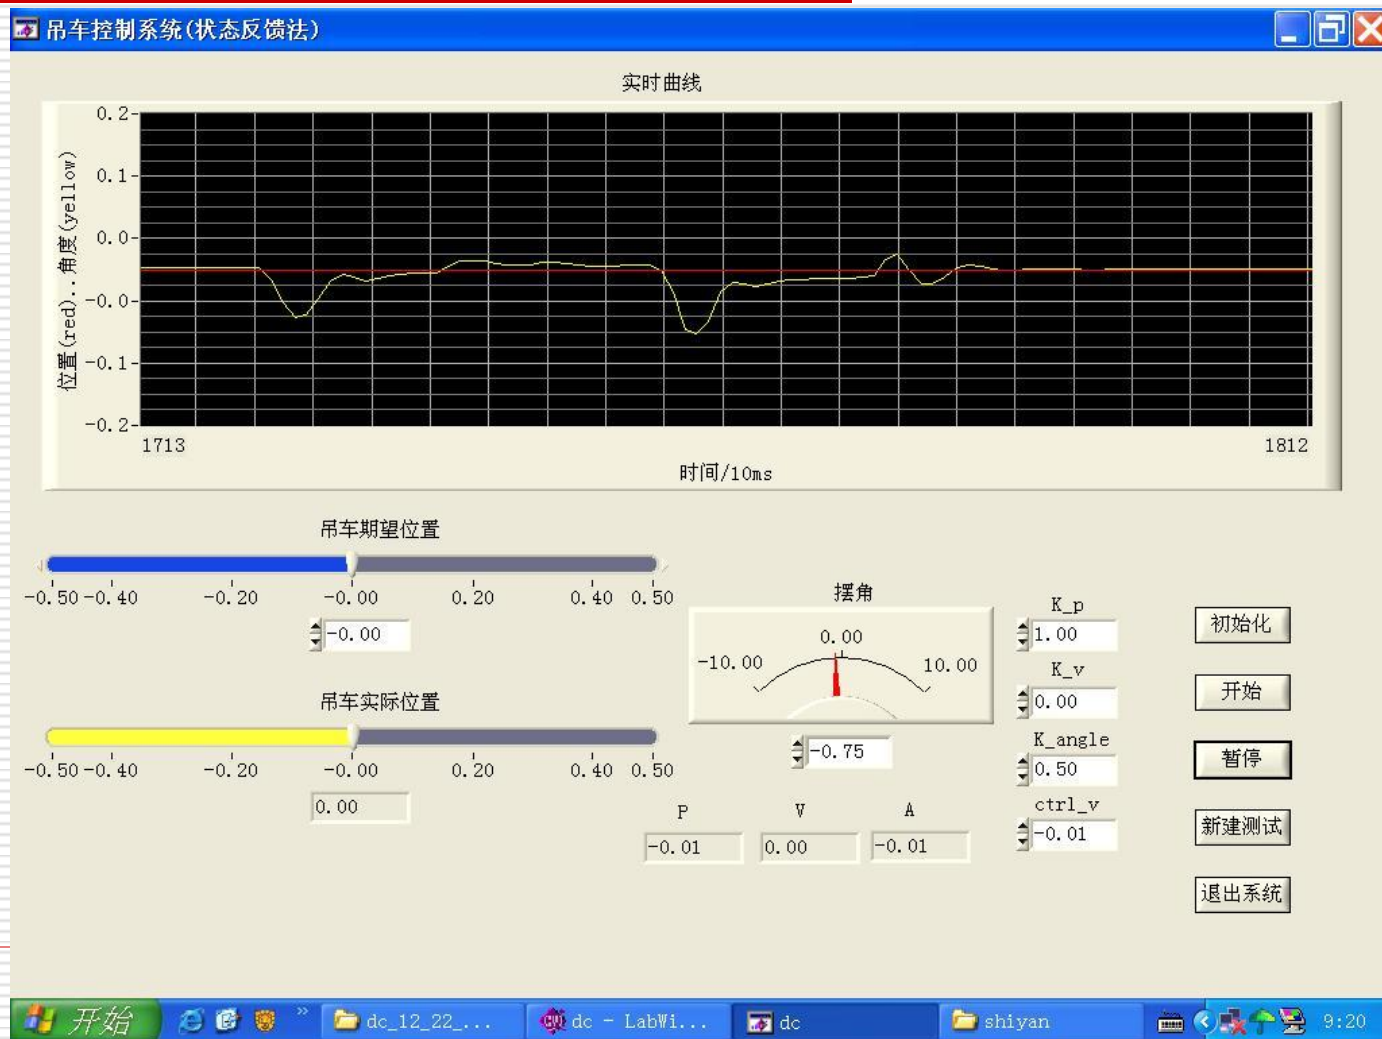 吊车控制系统(状态反馈法)
实时曲线
位置(red)..角度(yellow)
0.2
0.1
0.0
-0.0
-0.1
-0.2
1713 1812
时间/10ms
吊车期望位置
-0.50 -0.40 -0.20 -0.00 0.20 0.40 0.50
-0.00
吊车实际位置
-0.50 -0.40 -0.20 -0.00 0.20 0.40 0.50
0.00
摆角
0.00
-10.00 10.00
-0.75
P V A
-0.01 0.00 -0.01
K_p
1.00
K_v
0.00
K_angle
0.50
ctrl_v
-0.01
初始化
开始
暂停
新建测试
退出系统
开始 » dc_12_22_... dc - LabWi... dc shiyan 9:20